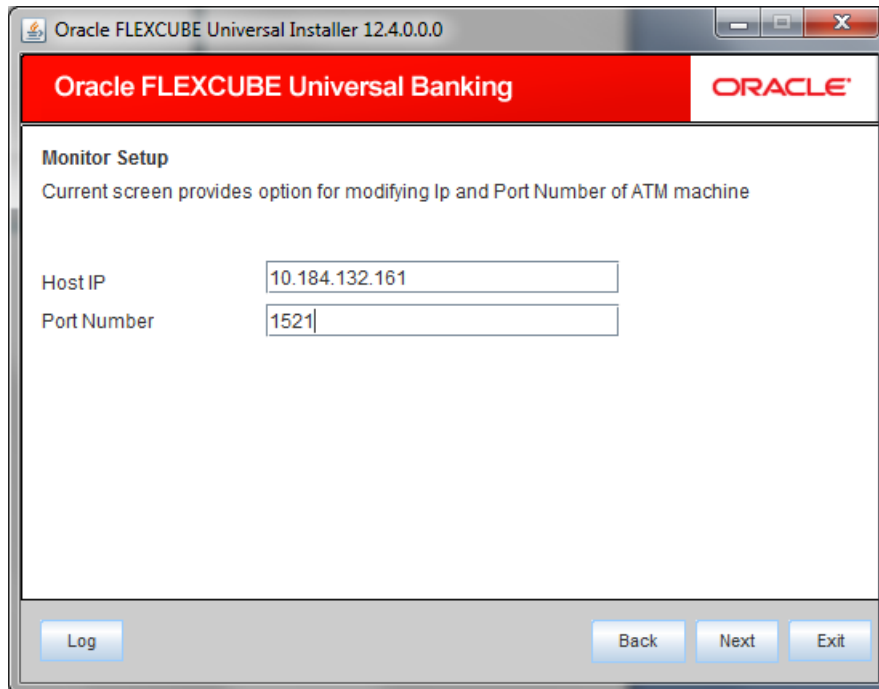 Oracle FLEXCUBE Universal Installer 12.4.0.0.0
Oracle FLEXCUBE Universal Banking
ORACLE
Monitor Setup
Current screen provides option for modifying Ip and Port Number of ATM machine
Host IP 10.184.132.161
Port Number 1521
Log Back Next Exit